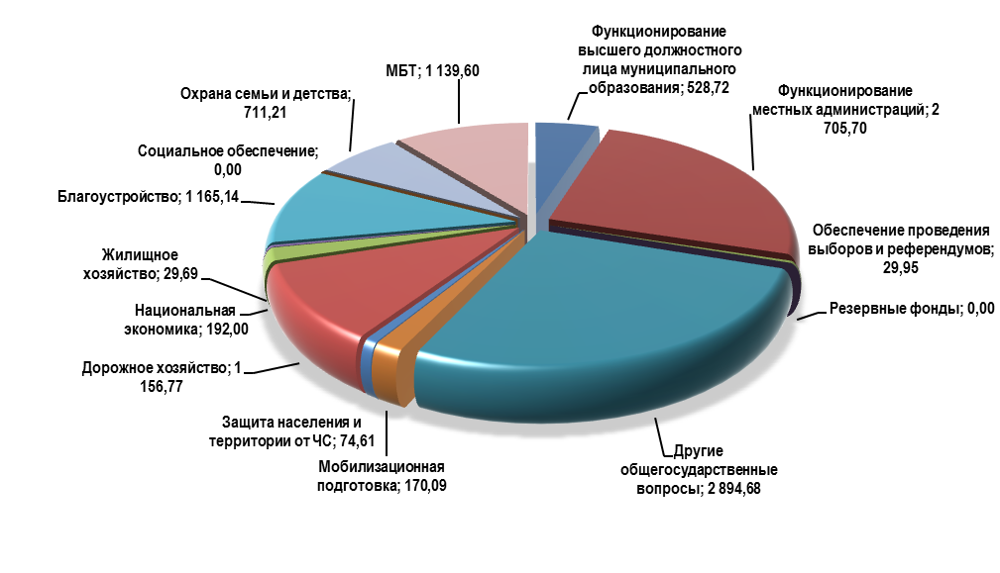 Функционирование
высшего должностного
лица муниципального
образования; 528,72
Функционирование
местных администраций; 2
705,70
Обеспечение проведения
выборов и референдумов;
29,95
Резервные фонды; 0,00
Другие
общегосударственные
вопросы; 2 894,68
Мобилизационная
подготовка; 170,09
Защита населения и
территории от ЧС; 74,61
Дорожное хозяйство; 1
156,77
Национальная
экономика; 192,00
Жилищное
хозяйство; 29,69
Благоустройство; 1 165,14
Социальное обеспечение;
0,00
Охрана семьи и детства;
711,21
МБТ; 1 139,60